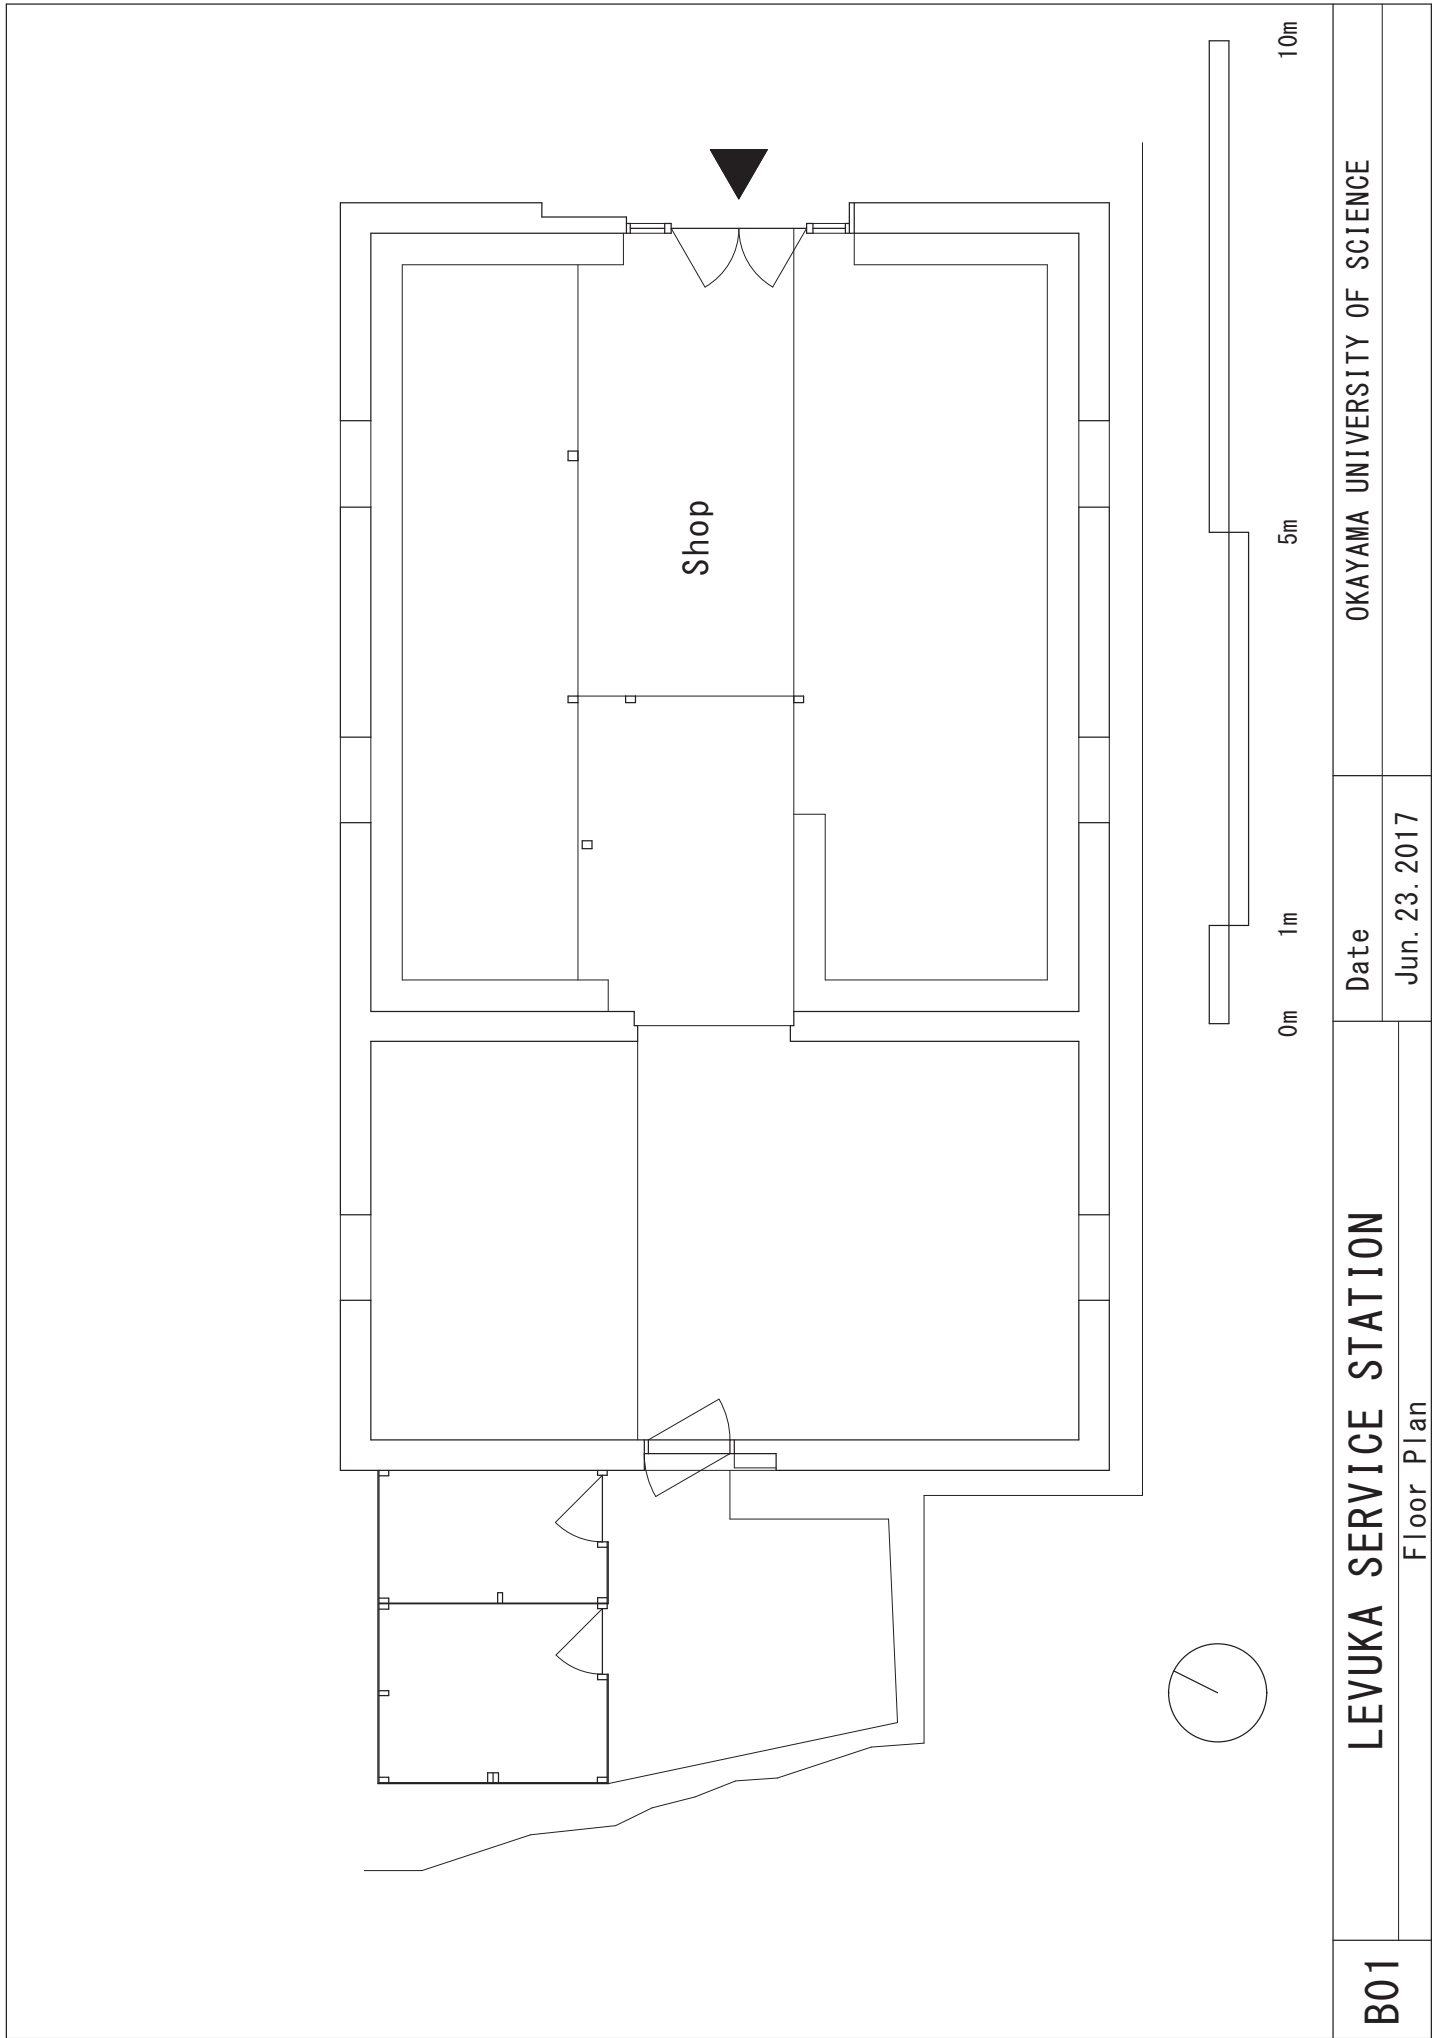 Shop
0m 1m 5m 10m
B01
LEVUKA SERVICE STATION
Floor Plan
Date
Jun. 23. 2017
OKAYAMA UNIVERSITY OF SCIENCE